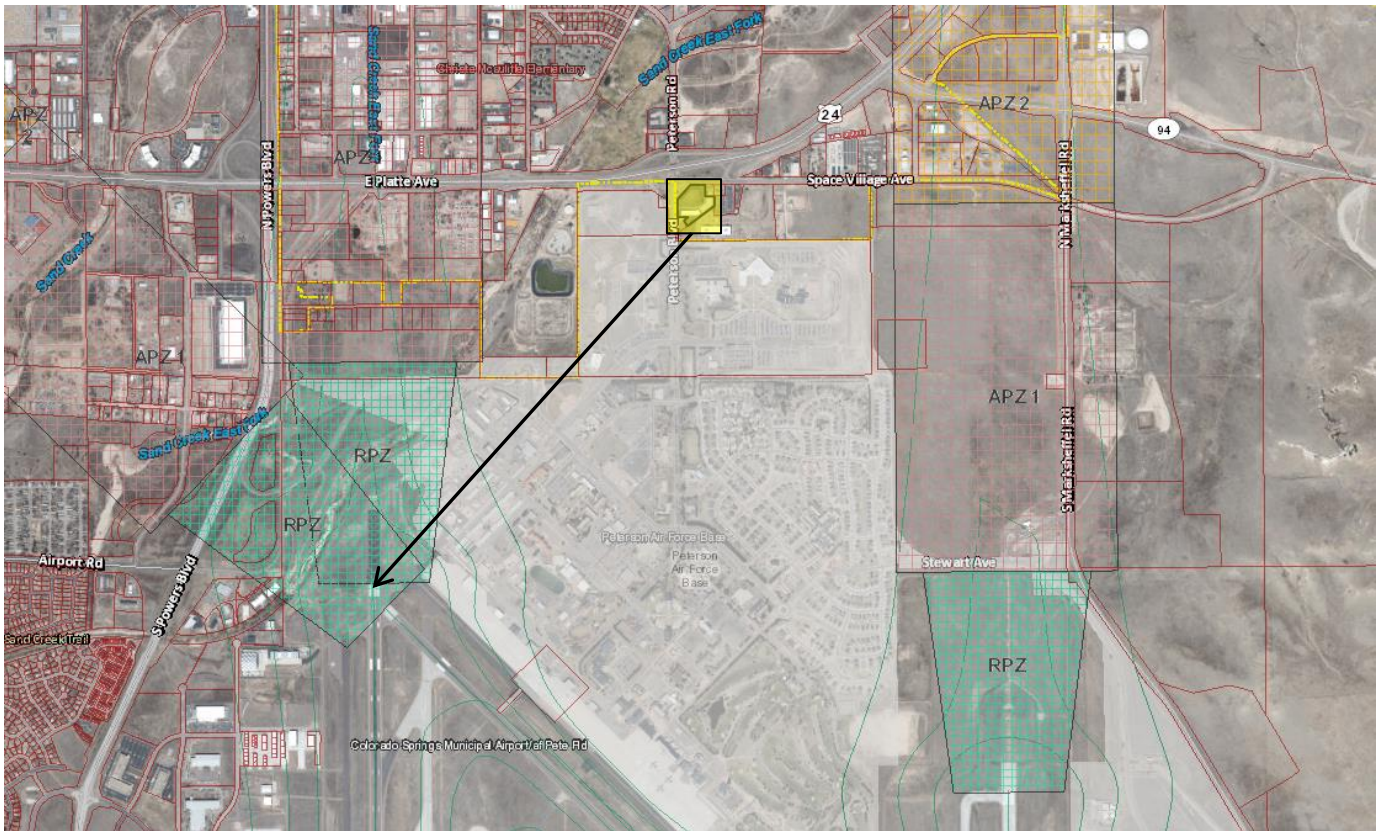 Christa Mcauliffe Elementary
Sand Creek East Fork
Sand Creek East Fork
Peterson Rd
24
APZ 2
APZ
2
94
APZ
E Platte Ave
Space Village Ave
N Powers Blvd
N Marksheffel Rd
Sand Creek
Peterson Blvd
APZ 1
APZ 1
Sand Creek East Fork
S Marksheffel Rd
RPZ
RPZ
Peterson Air Force Base
Peterson
Air Force
Base
Airport Rd
Stewart Ave
S Powers Blvd
Sand Creek Trail
RPZ
Colorado Springs Municipal Airport/af Pete Rd